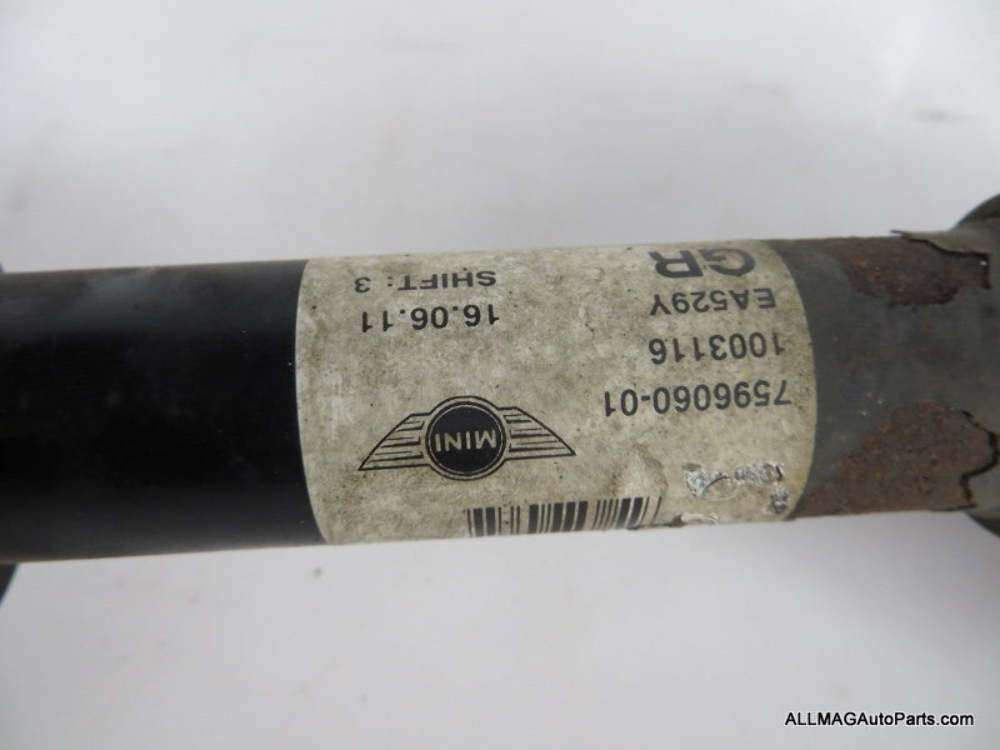 MINI
7596060-01
1003116
16.06.11
EA529Y
SHIFT: 3
GR
ALLMAGAutoParts.com